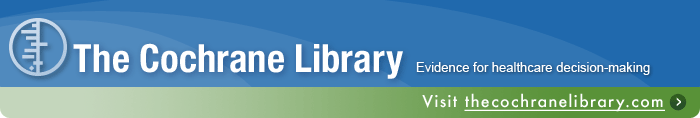 The Cochrane Library Evidence for healthcare decision-making
Visit thecochranelibrary.com